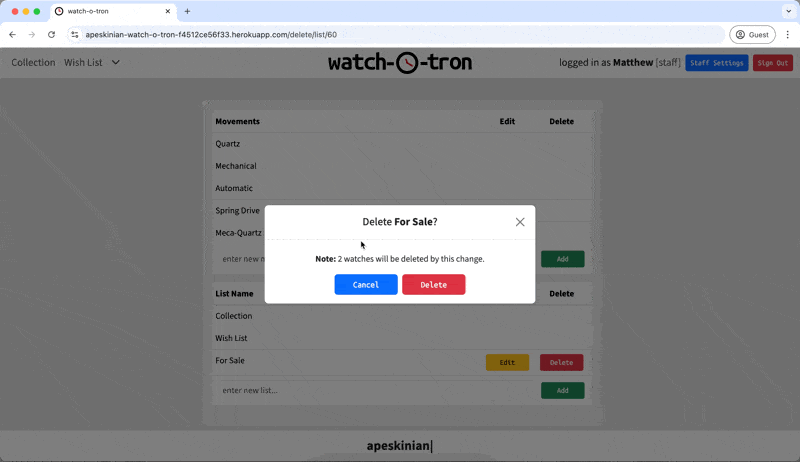 watch-o-tron
apeskinian-watch-o-tron-f4512ce56f33.herokuapp.com/delete/list/60
Guest
Collection Wish List
watch-o-tron
logged in as Matthew [staff] Staff Settings Sign Out
Movements Edit Delete
Quartz
Mechanical
Automatic
Spring Drive
Meca-Quartz
enter new Add
Delete For Sale?
Note: 2 watches will be deleted by this change.
Cancel Delete
List Name Delete
Collection
Wish List
For Sale Edit Delete
enter new list... Add
apeskinian|